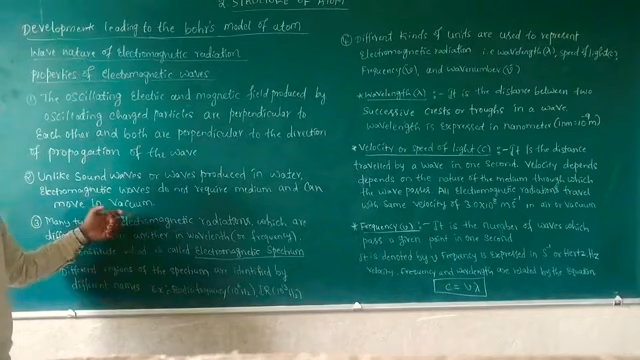 2. STRUCTURE OF ATOM
Developments leading to the bohr's model of atom
Wave nature of Electromagnetic radiation
Properties of Electromagnetic waves
① The oscillating Electric and magnetic field produced by
oscillating charged particles are perpendicular to
Each other and both are perpendicular to the direction
of propagation of the wave
② Unlike Sound waves or waves produced in water,
Electromagnetic waves do not require medium and can
move in vacuum
③ Many Electromagnetic radiations, which are
another in wavelength (or frequency).
what is called Electromagnetic Spectrum
Different regions of the spectrum are identified by
different names
④ Different kinds of units are used to represent
Electromagnetic radiation i.e wavelength (λ), speed of light(c)
Frequency(ν), and wavenumber (ν̄)
* Wavelength(λ) :- It is the distance between two
successive crests or troughs in a wave
wavelength is Expressed in nanometer (1nm=10⁻⁹m)
* Velocity or speed of light (C) :- It is the distance
travelled by a wave in one second. Velocity depends
depends on the nature of the medium through which
the wave passes. All Electromagnetic radiations travel
with same velocity of 3.0×10⁸ ms⁻¹ in air or vacuum
* Frequency(ν) :- It is the number of waves which
pass a given point in one second
It is denoted by ν Frequency is Expressed in S⁻¹ or Hertz, Hz
Velocity, Frequency and wavelength are related by the Equation
C = νλ